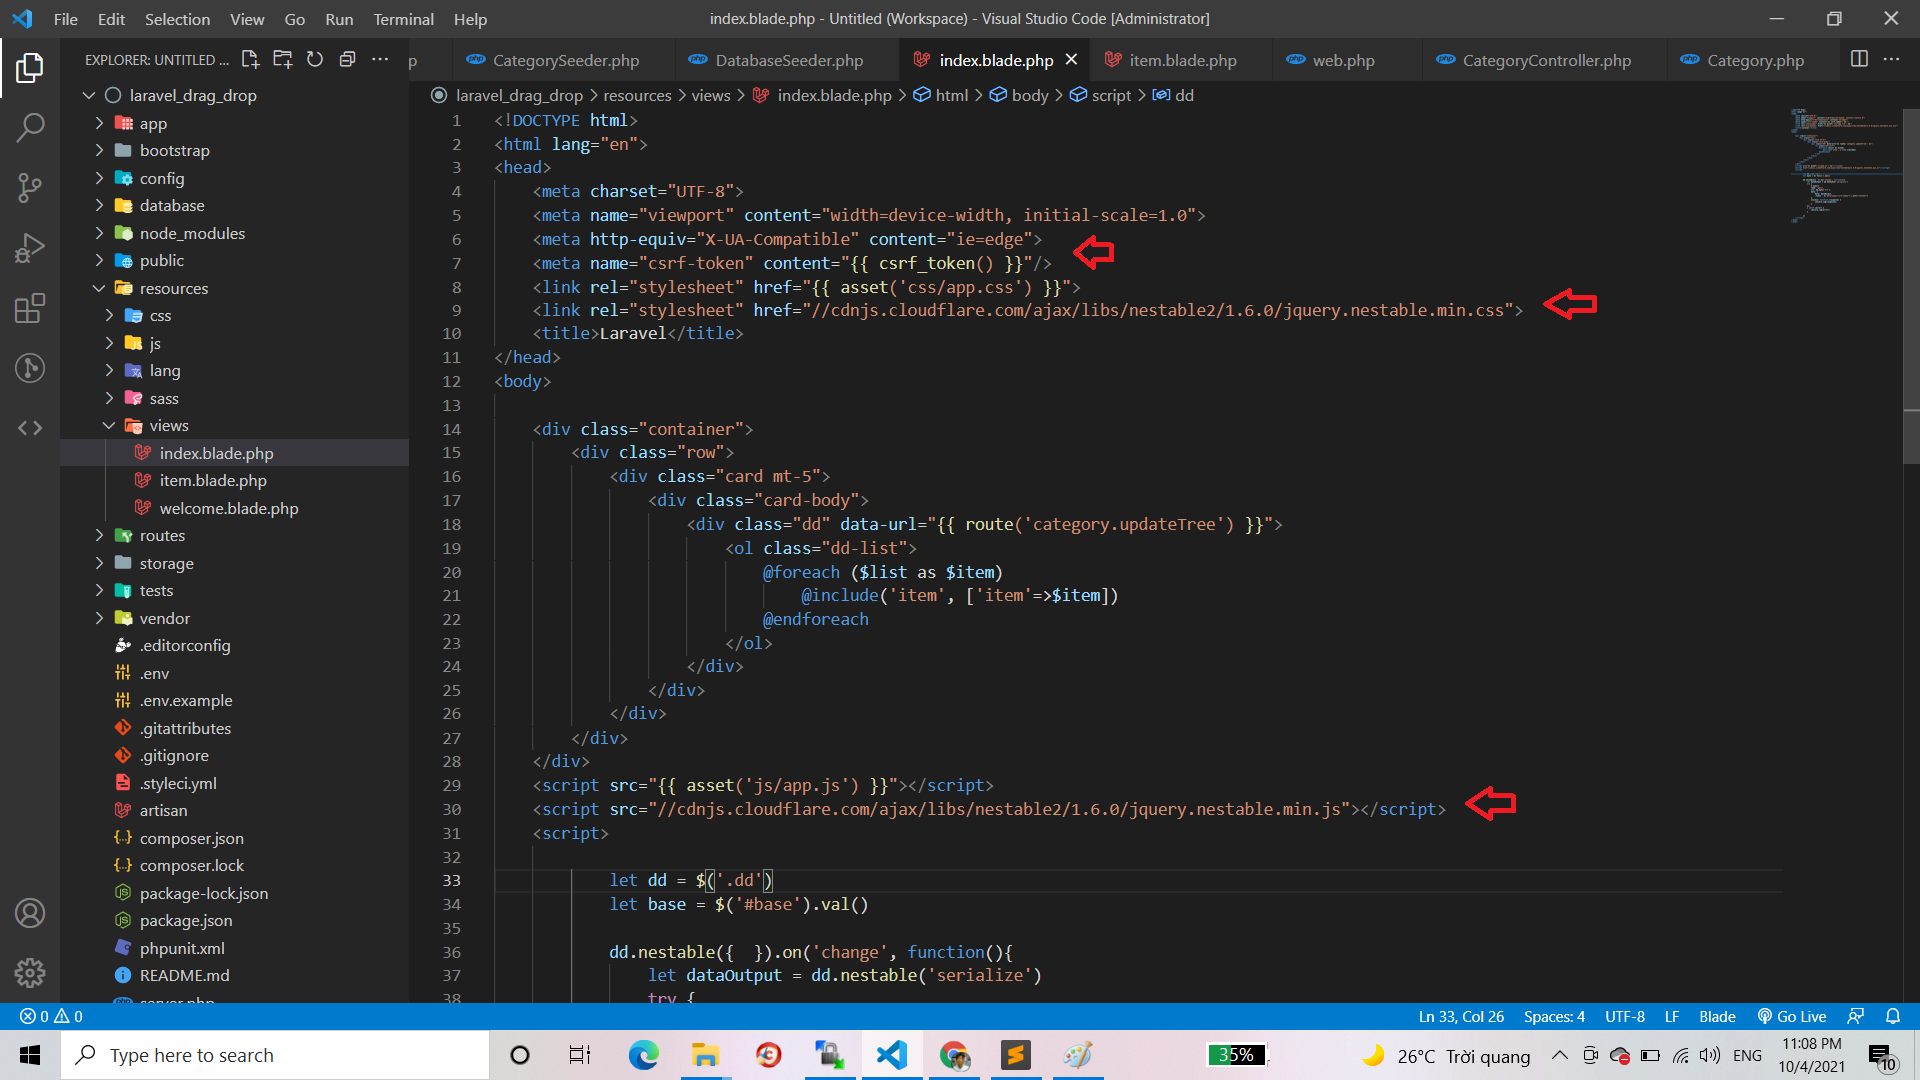 File Edit Selection View Go Run Terminal Help
index.blade.php - Untitled (Workspace) - Visual Studio Code [Administrator]
EXPLORER: UNTITLED ...
p CategorySeeder.php DatabaseSeeder.php index.blade.php item.blade.php web.php CategoryController.php Category.php
laravel_drag_drop > resources > views > index.blade.php > html > body > script > dd
laravel_drag_drop
app
bootstrap
config
database
node_modules
public
resources
css
js
lang
sass
views
index.blade.php
item.blade.php
welcome.blade.php
routes
storage
tests
vendor
.editorconfig
.env
.env.example
.gitattributes
.gitignore
.styleci.yml
artisan
composer.json
composer.lock
package-lock.json
package.json
phpunit.xml
README.md
server.php
1 <!DOCTYPE html>
2 <html lang="en">
3 <head>
4 <meta charset="UTF-8">
5 <meta name="viewport" content="width=device-width, initial-scale=1.0">
6 <meta http-equiv="X-UA-Compatible" content="ie=edge">
7 <meta name="csrf-token" content="{{ csrf_token() }}"/>
8 <link rel="stylesheet" href="{{ asset('css/app.css') }}">
9 <link rel="stylesheet" href="//cdnjs.cloudflare.com/ajax/libs/nestable2/1.6.0/jquery.nestable.min.css">
10 <title>Laravel</title>
11 </head>
12 <body>
13
14 <div class="container">
15 <div class="row">
16 <div class="card mt-5">
17 <div class="card-body">
18 <div class="dd" data-url="{{ route('category.updateTree') }}">
19 <ol class="dd-list">
20 @foreach ($list as $item)
21 @include('item', ['item'=>$item])
22 @endforeach
23 </ol>
24 </div>
25 </div>
26 </div>
27 </div>
28 </div>
29 <script src="{{ asset('js/app.js') }}"></script>
30 <script src="//cdnjs.cloudflare.com/ajax/libs/nestable2/1.6.0/jquery.nestable.min.js"></script>
31 <script>
32
33 let dd = $('.dd')
34 let base = $('#base').val()
35
36 dd.nestable({  }).on('change', function(){
37 let dataOutput = dd.nestable('serialize')
38 try {
0 0
Ln 33, Col 26 Spaces: 4 UTF-8 LF Blade Go Live
Type here to search
35%
26°C Trời quang
ENG
11:08 PM
10/4/2021
10